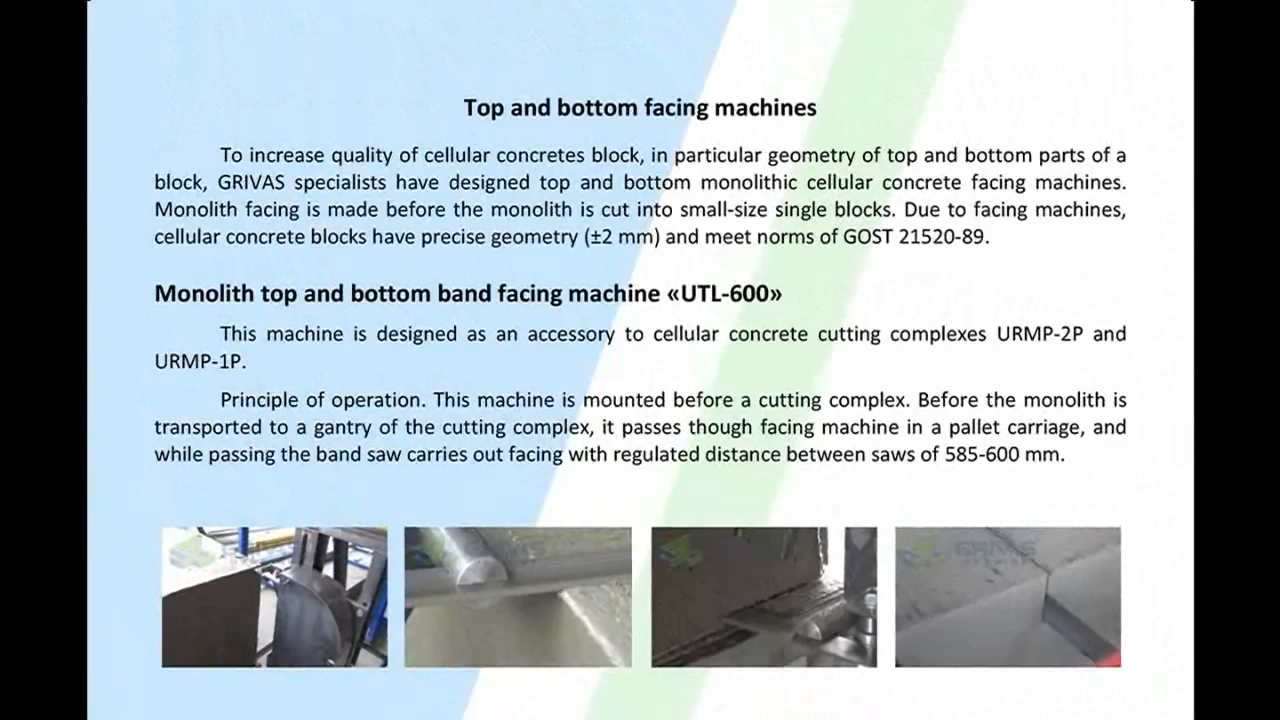 Top and bottom facing machines
To increase quality of cellular concretes block, in particular geometry of top and bottom parts of a
block, GRIVAS specialists have designed top and bottom monolithic cellular concrete facing machines.
Monolith facing is made before the monolith is cut into small-size single blocks. Due to facing machines,
cellular concrete blocks have precise geometry (±2 mm) and meet norms of GOST 21520-89.
Monolith top and bottom band facing machine «UTL-600»
This machine is designed as an accessory to cellular concrete cutting complexes URMP-2P and
URMP-1P.
Principle of operation. This machine is mounted before a cutting complex. Before the monolith is
transported to a gantry of the cutting complex, it passes though facing machine in a pallet carriage, and
while passing the band saw carries out facing with regulated distance between saws of 585-600 mm.